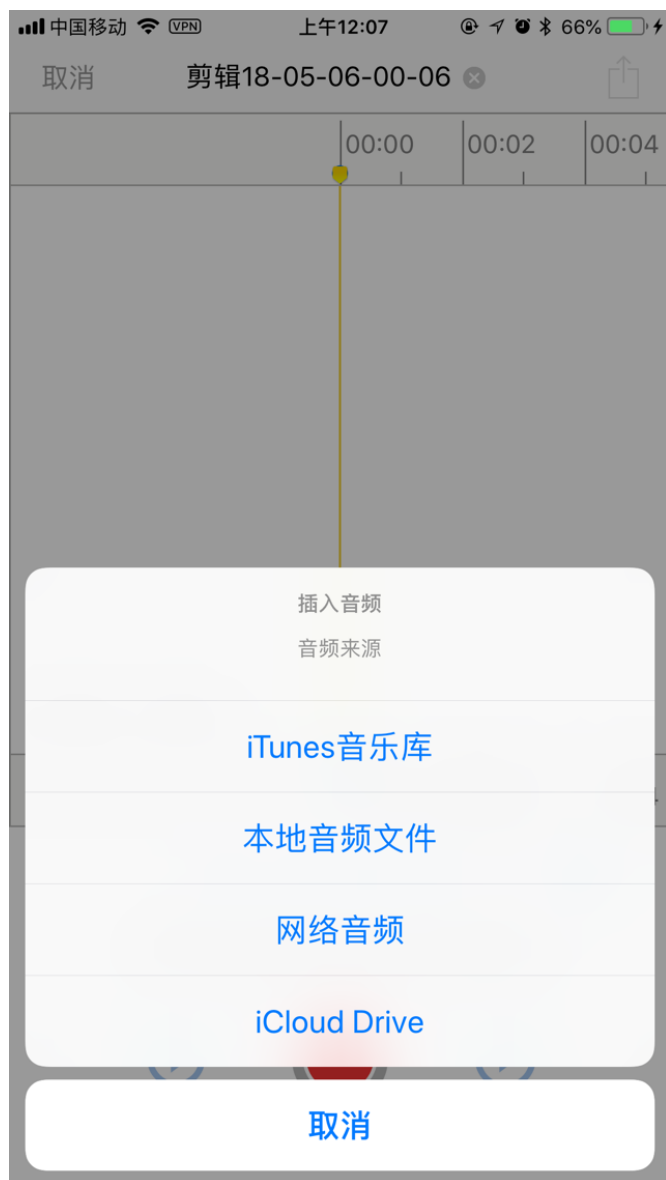 中国移动 VPN 上午12:07 66%
取消 剪辑18-05-06-00-06
00:00 00:02 00:04
插入音频
音频来源
iTunes音乐库
本地音频文件
网络音频
iCloud Drive
取消